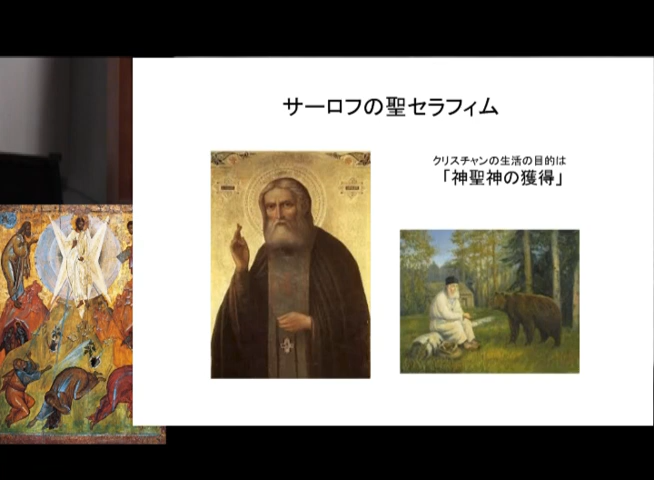 サーロフの聖セラフィム
クリスチャンの生活の目的は
「神聖神の獲得」